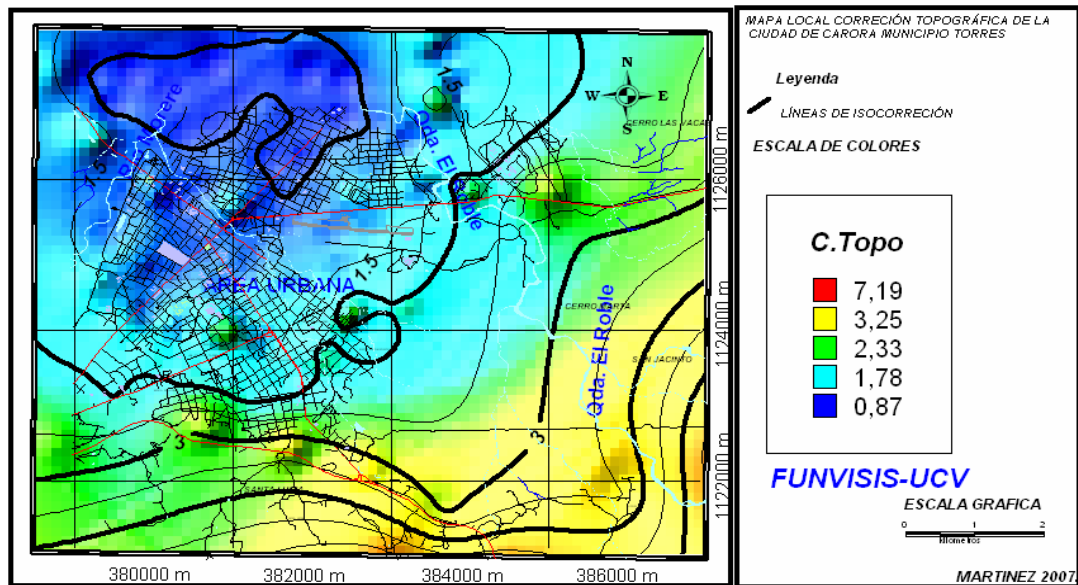 MAPA LOCAL CORRECIÓN TOPOGRÁFICA DE LA
CIUDAD DE CARORA MUNICIPIO TORRES
Leyenda
LÍNEAS DE ISOCORRECIÓN
ESCALA DE COLORES
C.Topo
7,19
3,25
2,33
1,78
0,87
FUNVISIS-UCV
ESCALA GRAFICA
0 1 2
kilometros
MARTINEZ 2007
N
W E
S
1.5
CERRO LAS VACAS
Qda. El Roble
1.5
1126000 m
AREA URBANA
1.5
1124000 m
SAN JACINTO
Qda. El Roble
3
3
1122000 m
380000 m 382000 m 384000 m 386000 m